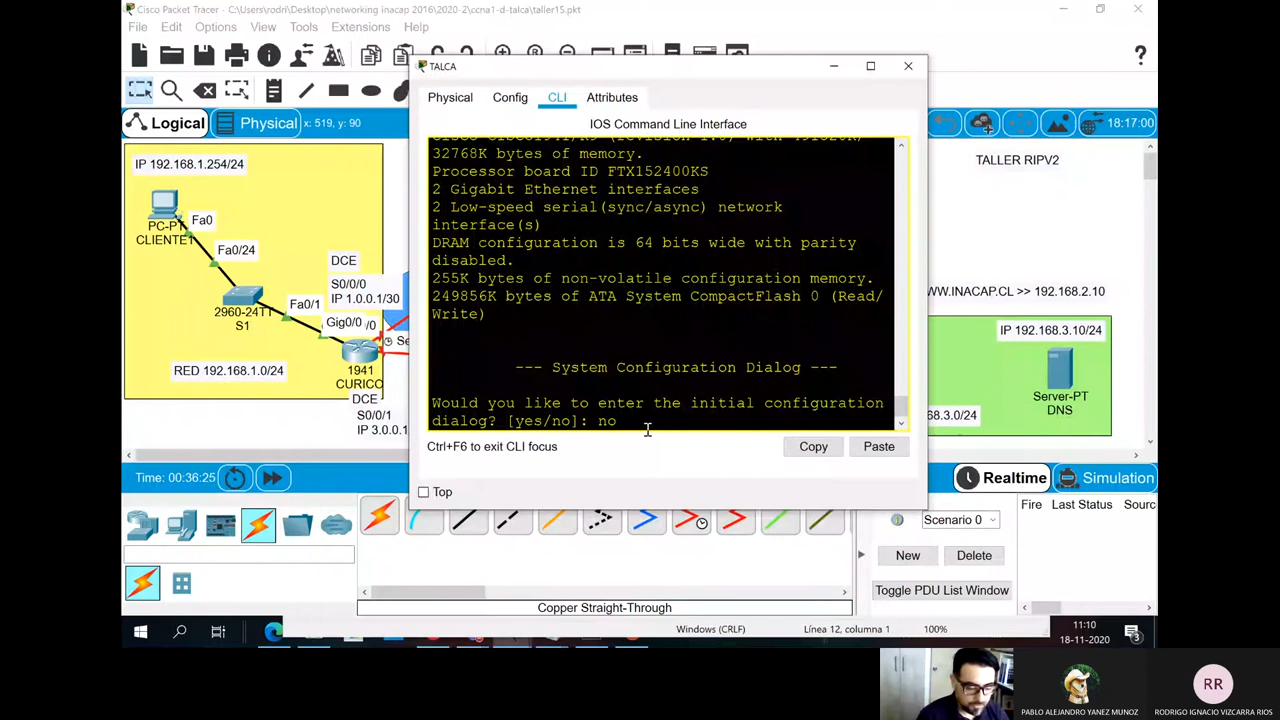 Cisco Packet Tracer - C:\Users\rodri\Desktop\networking inacap 2016\2020-2\ccna1-d-talca\taller15.pkt
File Edit Options View Tools Extensions Help
TALCA
Physical Config CLI Attributes
IOS Command Line Interface
32768K bytes of memory.
Processor board ID FTX152400KS
2 Gigabit Ethernet interfaces
2 Low-speed serial(sync/async) network
interface(s)
DRAM configuration is 64 bits wide with parity
disabled.
255K bytes of non-volatile configuration memory.
249856K bytes of ATA System CompactFlash 0 (Read/
Write)
--- System Configuration Dialog ---
Would you like to enter the initial configuration
dialog? [yes/no]: no
Ctrl+F6 to exit CLI focus
Copy Paste
Top
Logical Physical x: 519, y: 90
18:17:00
IP 192.168.1.254/24
PC-PT
CLIENTE1
Fa0
Fa0/24
2960-24TT
S1
Fa0/1
Gig0/0
/0
DCE
S0/0/0
IP 1.0.0.1/30
Se
1941
CURICO
DCE
S0/0/1
IP 3.0.0.1
RED 192.168.1.0/24
TALLER RIPV2
WW.INACAP.CL >> 192.168.2.10
IP 192.168.3.10/24
Server-PT
DNS
.168.3.0/24
Time: 00:36:25
Realtime Simulation
Scenario 0
New Delete
Toggle PDU List Window
Fire Last Status Sourc
Copper Straight-Through
Windows (CRLF) Línea 12, columna 1 100%
11:10
18-11-2020
3
RR
PABLO ALEJANDRO YANEZ MUNOZ
RODRIGO IGNACIO VIZCARRA RIOS